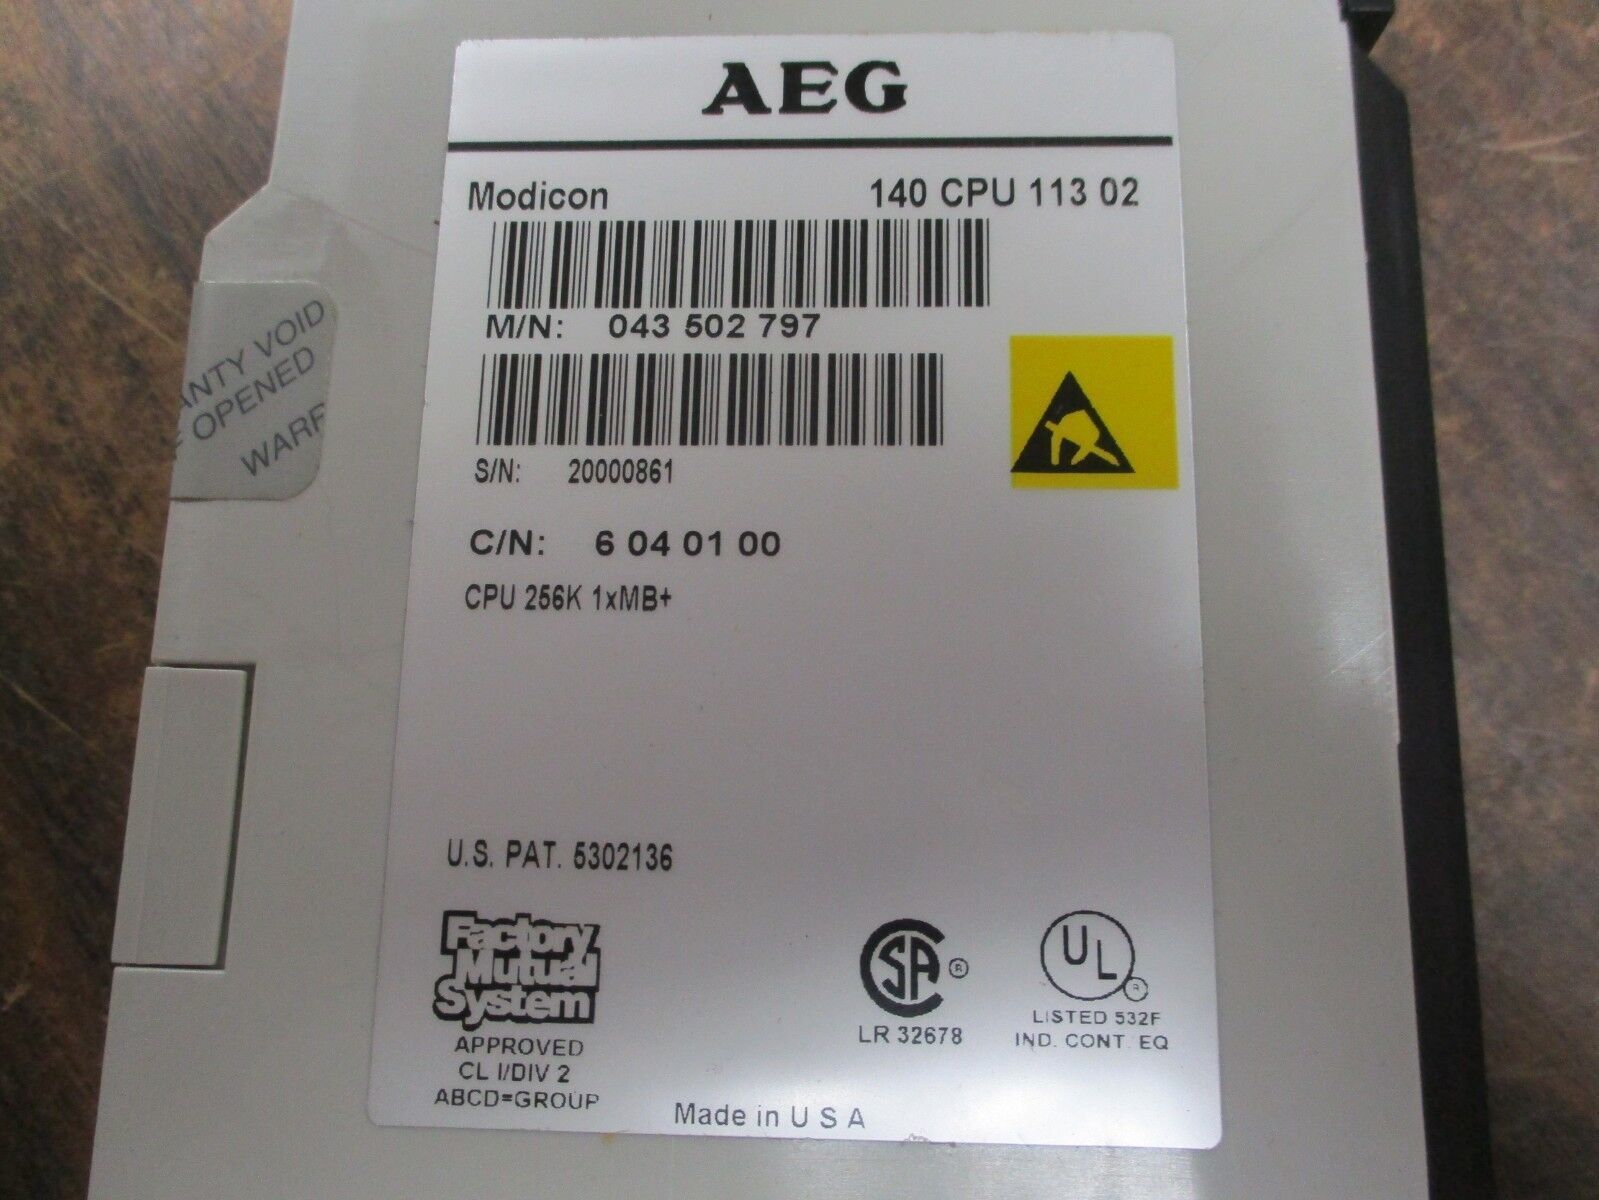 AEG
Modicon 140 CPU 113 02
M/N: 043 502 797
S/N: 20000861
C/N: 6 04 01 00
CPU 256K 1xMB+
U.S. PAT. 5302136
Factory
Mutual
System
APPROVED
CL I/DIV 2
ABCD=GROUP
SA ®
LR 32678
UL ®
LISTED 532F
IND. CONT. EQ
Made in U S A
ANTY VOID
OPENED
WARR